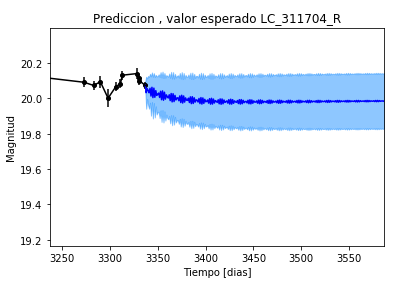 Prediccion , valor esperado LC_311704_R
20.2
20.0
19.8
19.6
19.4
19.2
Magnitud
3250 3300 3350 3400 3450 3500 3550
Tiempo [dias]